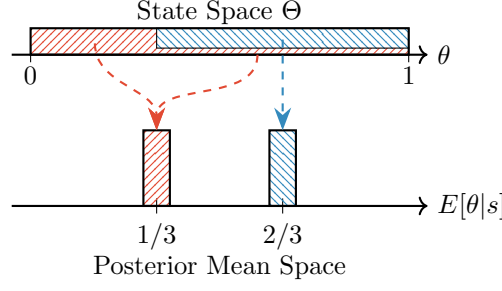 State Space Θ
θ
0 1
E[θ|s]
1/3 2/3
Posterior Mean Space